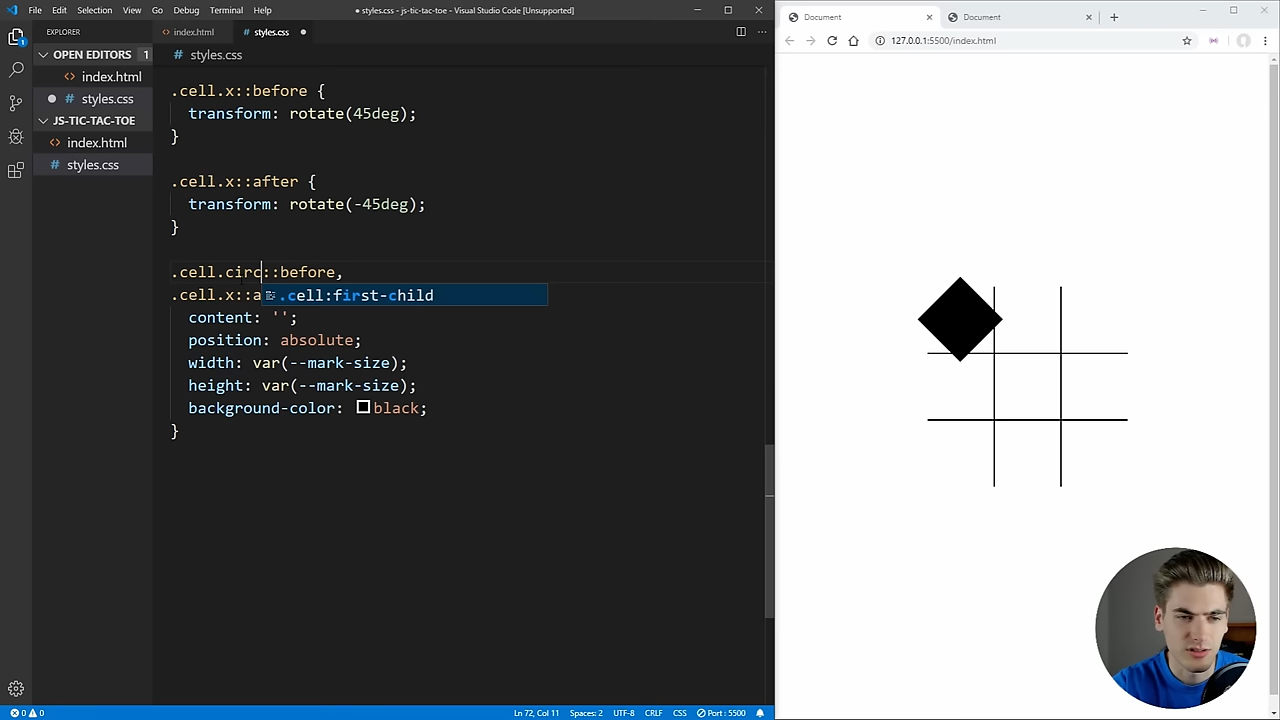 File Edit Selection View Go Debug Terminal Help
● styles.css - js-tic-tac-toe - Visual Studio Code [Unsupported]
EXPLORER
OPEN EDITORS 1
index.html
styles.css
JS-TIC-TAC-TOE
index.html
styles.css
index.html
styles.css
styles.css
.cell.x::before {
transform: rotate(45deg);
}
.cell.x::after {
transform: rotate(-45deg);
}
.cell.circ::before,
.cell.x::a
.cell:first-child
content: '';
position: absolute;
width: var(--mark-size);
height: var(--mark-size);
background-color: black;
}
0 0
Ln 72, Col 11 Spaces: 2 UTF-8 CRLF CSS Port : 5500
Document
Document
127.0.0.1:5500/index.html